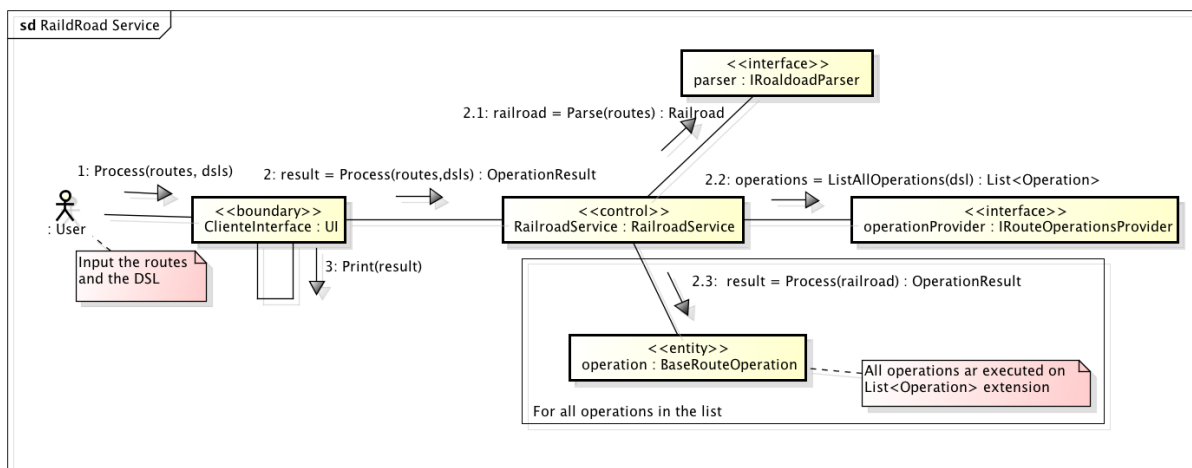 sd RaildRoad Service
<<interface>>
parser : IRoaldoadParser
2.1: railroad = Parse(routes) : Railroad
1: Process(routes, dsls)
2: result = Process(routes,dsls) : OperationResult
2.2: operations = ListAllOperations(dsl) : List<Operation>
: User
<<boundary>>
ClienteInterface : UI
<<control>>
RailroadService : RailroadService
<<interface>>
operationProvider : IRouteOperationsProvider
Input the routes
and the DSL
3: Print(result)
2.3:  result = Process(railroad) : OperationResult
<<entity>>
operation : BaseRouteOperation
All operations ar executed on
List<Operation> extension
For all operations in the list